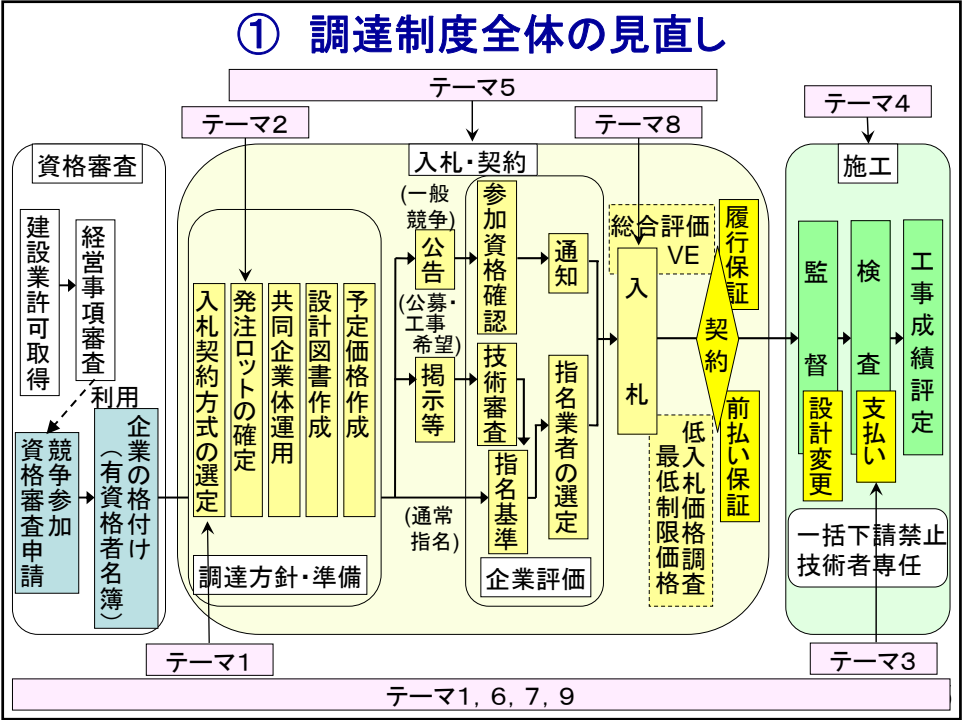 ① 調達制度全体の見直し
テーマ5
テーマ2
テーマ8
テーマ4
資格審査
建設業許可取得
経営事項審査
利用
競争参加
資格審査申請
企業の格付け
(有資格者名簿)
入札・契約
入札契約方式の選定
発注ロットの確定
共同企業体運用
設計図書作成
予定価格作成
調達方針・準備
(一般
競争)
公告
(公募・
工事
希望)
掲示等
(通常
指名)
参加資格確認
技術審査
指名基準
通知
指名業者の選定
企業評価
総合評価
VE
入札
低入札価格調査
最低制限価格
履行保証
契約
前払い保証
施工
監督
設計変更
検査
支払い
工事成績評定
一括下請禁止
技術者専任
テーマ1
テーマ3
テーマ1, 6, 7, 9